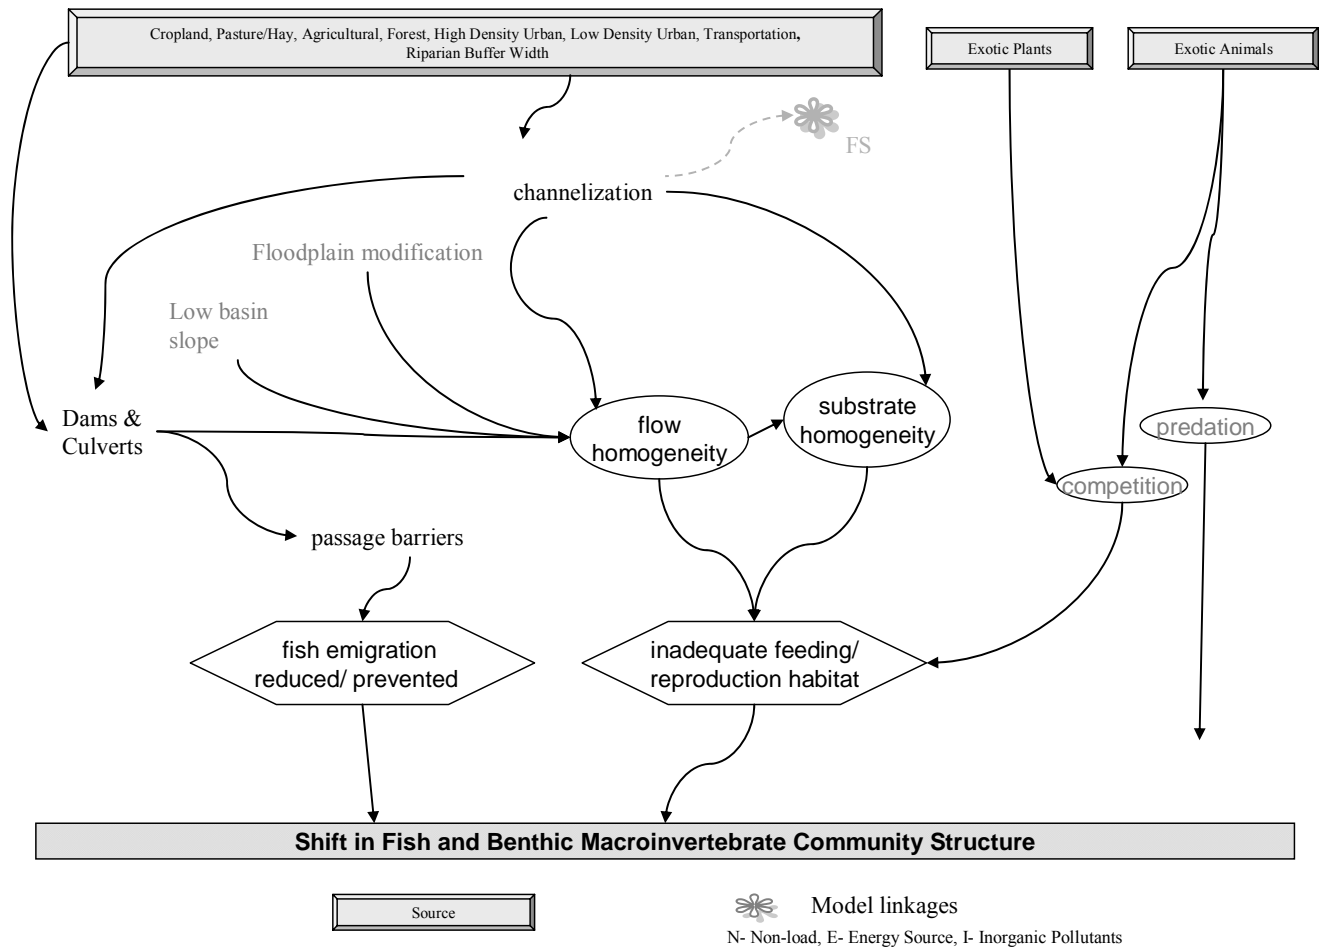 Cropland, Pasture/Hay, Agricultural, Forest, High Density Urban, Low Density Urban, Transportation,
Riparian Buffer Width
Exotic Plants
Exotic Animals
FS
channelization
Floodplain modification
Low basin
slope
Dams &
Culverts
flow
homogeneity
substrate
homogeneity
predation
competition
passage barriers
fish emigration
reduced/ prevented
inadequate feeding/
reproduction habitat
Shift in Fish and Benthic Macroinvertebrate Community Structure
Source
Model linkages
N- Non-load, E- Energy Source, I- Inorganic Pollutants